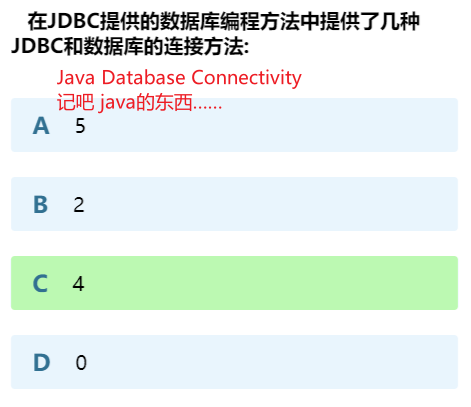 在JDBC提供的数据库编程方法中提供了几种
JDBC和数据库的连接方法:
Java Database Connectivity
记吧 java的东西……
A 5
B 2
C 4
D 0